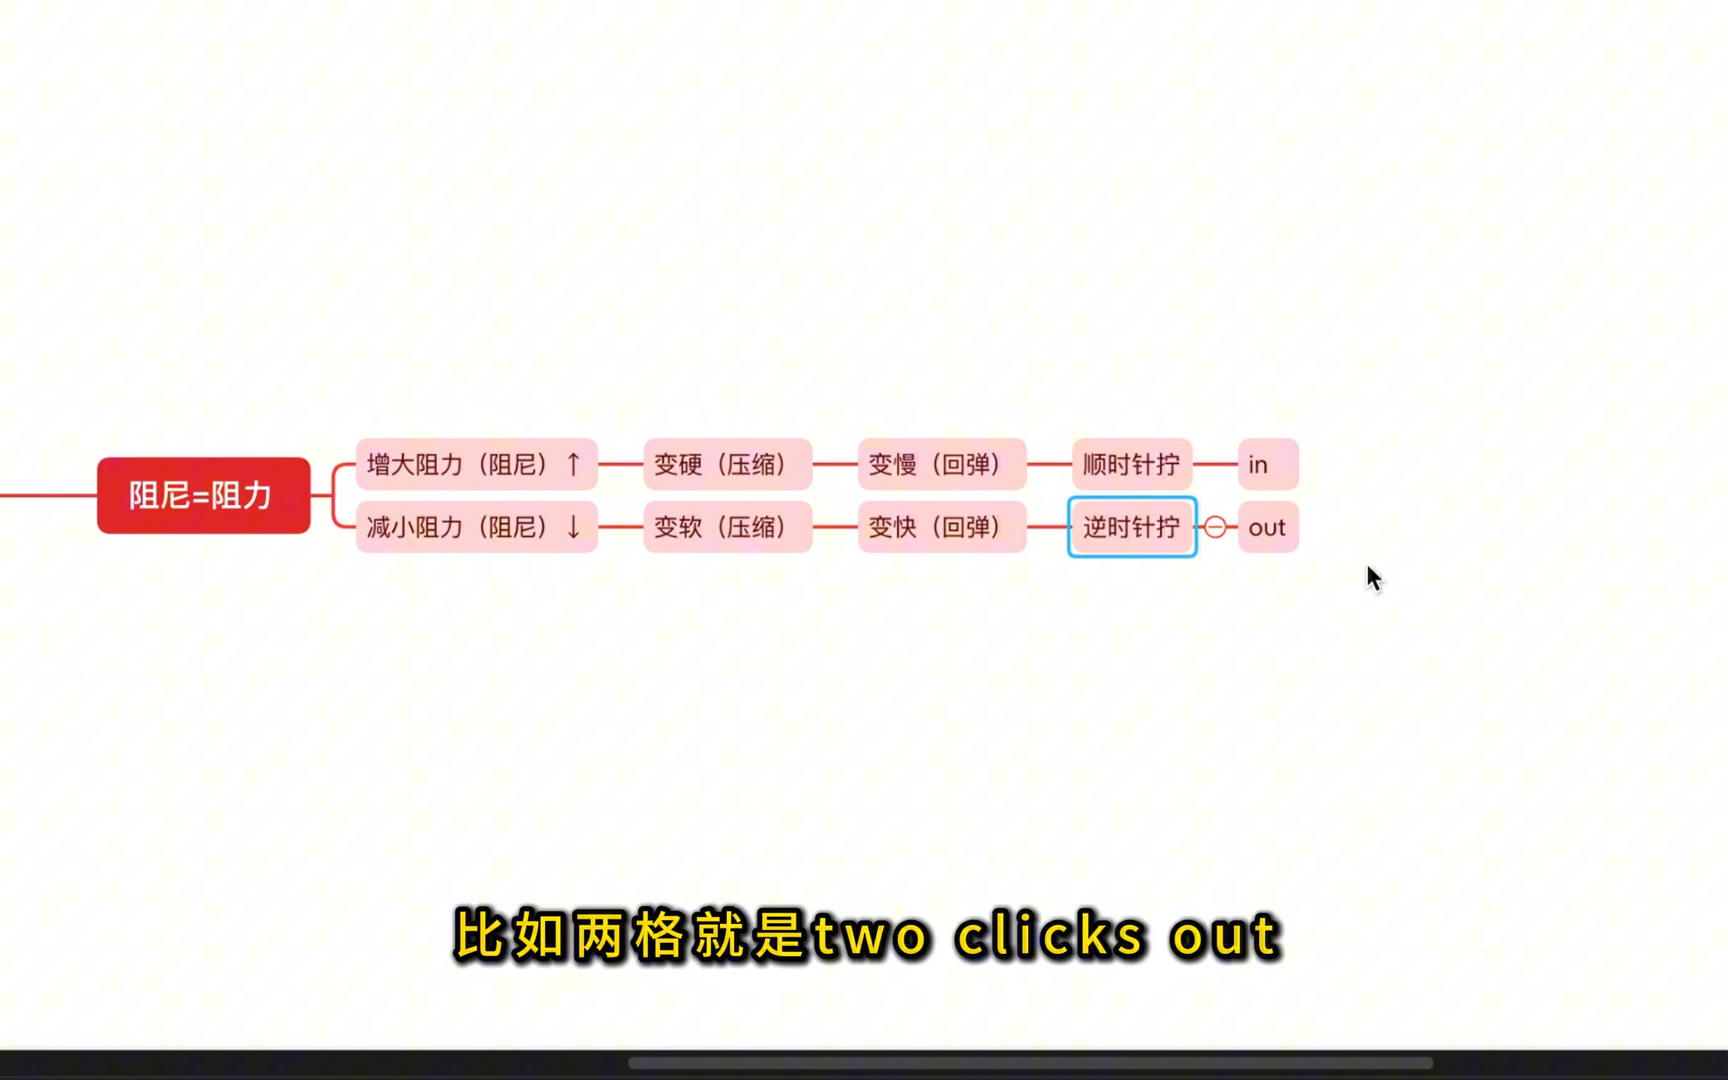 阻尼=阻力
增大阻力（阻尼）↑
变硬（压缩）
变慢（回弹）
顺时针拧
in
减小阻力（阻尼）↓
变软（压缩）
变快（回弹）
逆时针拧
out
比如两格就是two clicks out